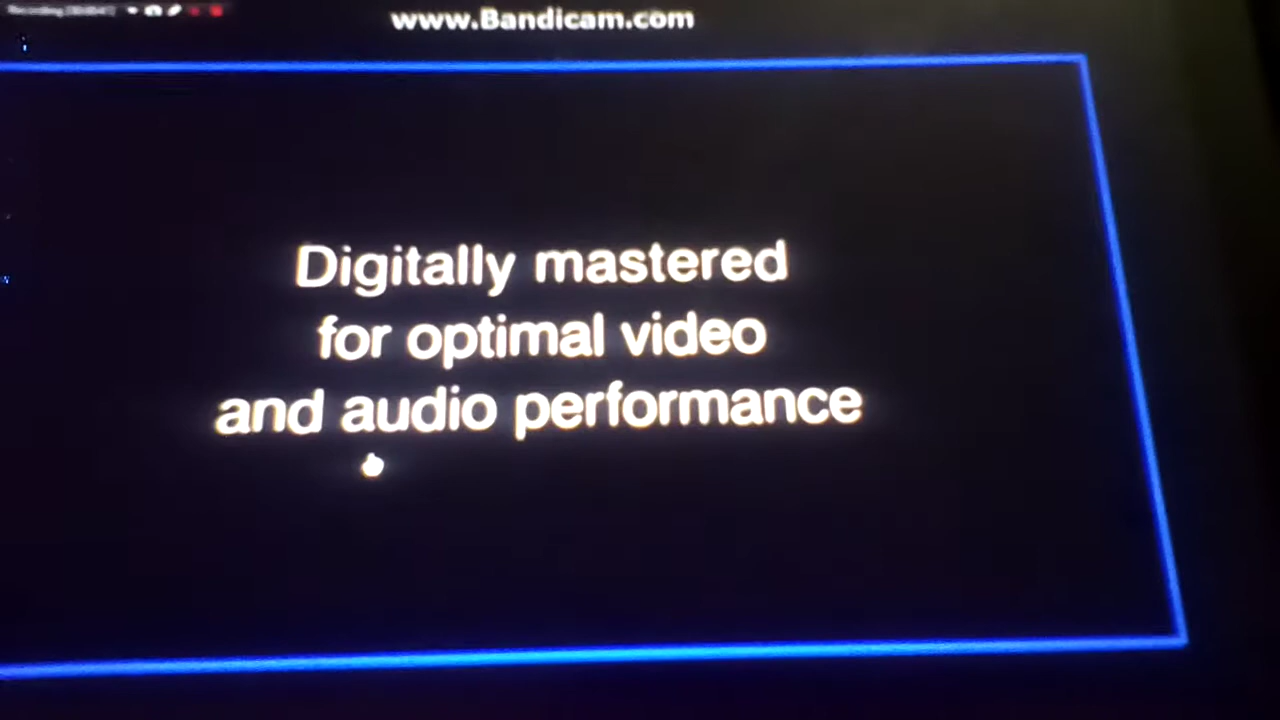 www.Bandicam.com
Digitally mastered
for optimal video
and audio performance